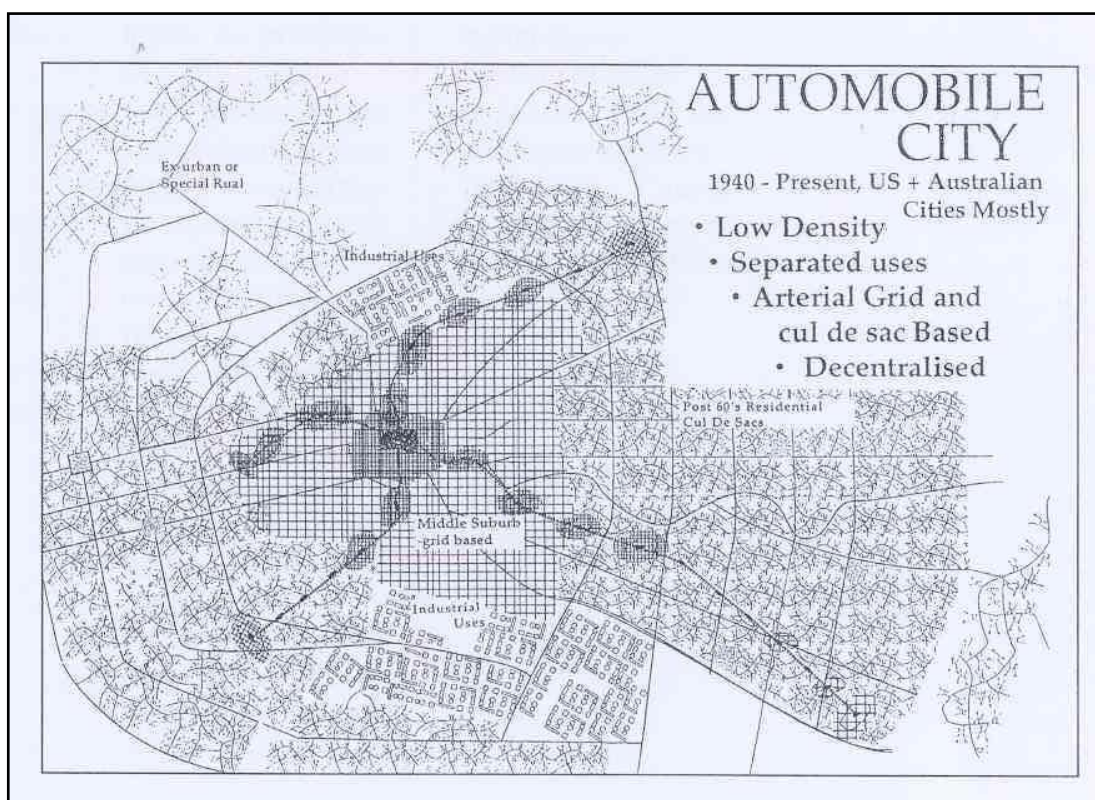 AUTOMOBILE
CITY
1940 - Present, US + Australian
Cities Mostly
• Low Density
• Separated uses
• Arterial Grid and
cul de sac Based
• Decentralised
Ex-urban or
Special Rual
Industrial Uses
Post 60's Residential
Cul De Sacs
Middle Suburb
-grid based
Industrial
Uses